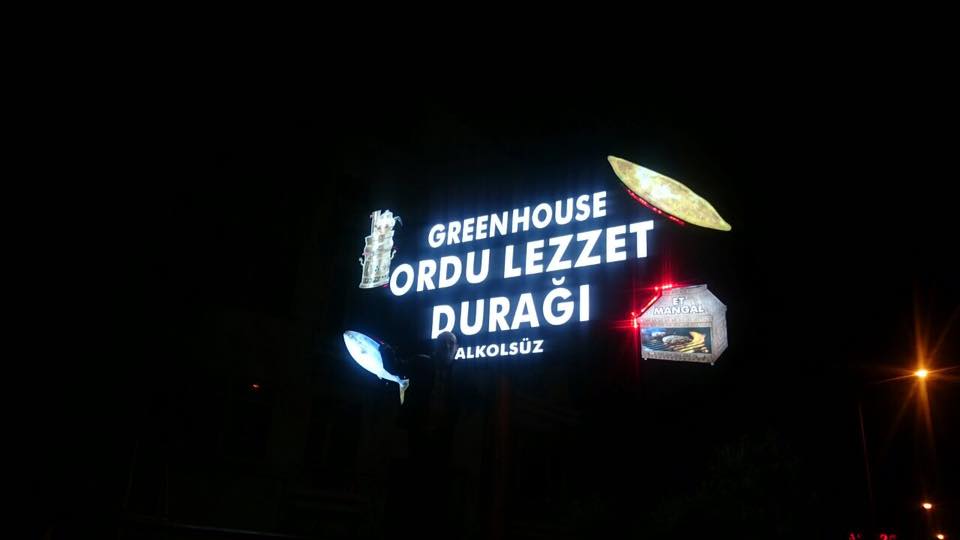 GREENHOUSE
ORDU LEZZET
DURAĞI
ALKOLSÜZ
ET
MANGAL